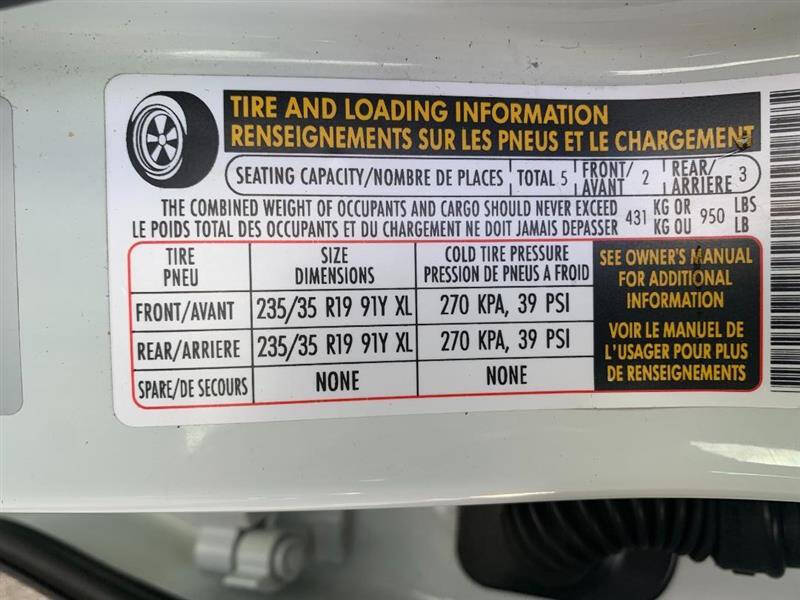 TIRE AND LOADING INFORMATION
RENSEIGNEMENTS SUR LES PNEUS ET LE CHARGEMENT
SEATING CAPACITY/NOMBRE DE PLACES TOTAL 5 FRONT/AVANT 2 REAR/ARRIERE 3
THE COMBINED WEIGHT OF OCCUPANTS AND CARGO SHOULD NEVER EXCEED 431 KG OR 950 LBS
LE POIDS TOTAL DES OCCUPANTS ET DU CHARGEMENT NE DOIT JAMAIS DEPASSER KG OU LB
TIRE SIZE COLD TIRE PRESSURE
PNEU DIMENSIONS PRESSION DE PNEUS A FROID
FRONT/AVANT 235/35 R19 91Y XL 270 KPA, 39 PSI
REAR/ARRIERE 235/35 R19 91Y XL 270 KPA, 39 PSI
SPARE/DE SECOURS NONE NONE
SEE OWNER'S MANUAL
FOR ADDITIONAL
INFORMATION
VOIR LE MANUEL DE
L'USAGER POUR PLUS
DE RENSEIGNEMENTS